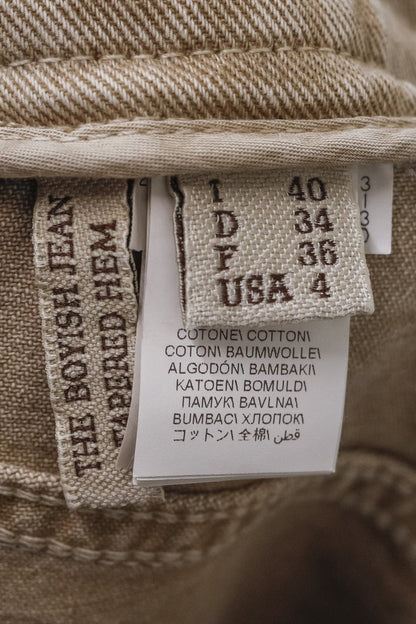 THE BOYISH JEAN
TAPERED HEM
I 40
D 34
F 36
USA 4
3
COTONE\ COTTON\
COTON\ BAUMWOLLE\
ALGODÓN\ BAMBAKI\
KATOEN\ BOMULD\
ПАМУК\ BAVLNA\
BUMBAC\ ХЛОПОК\
コットン\ 全棉\ قطن